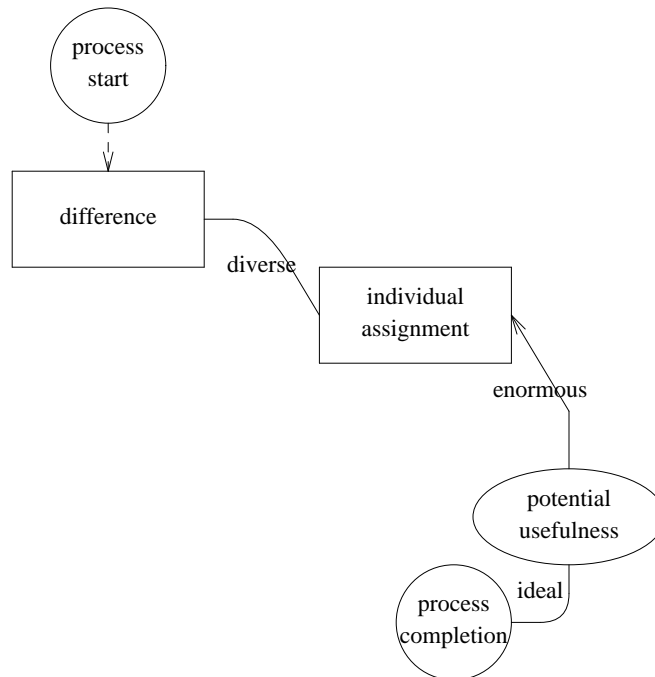 process
start
difference
diverse
individual
assignment
enormous
potential
usefulness
ideal
process
completion